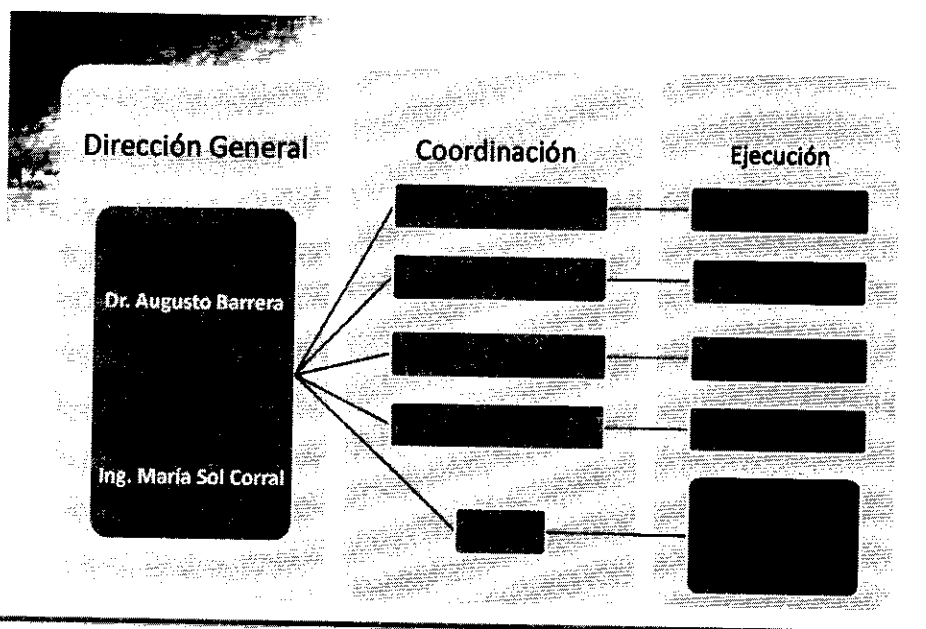 Dirección General
Coordinación
Ejecución
Dr. Augusto Barrera
Ing. María Sol Corral